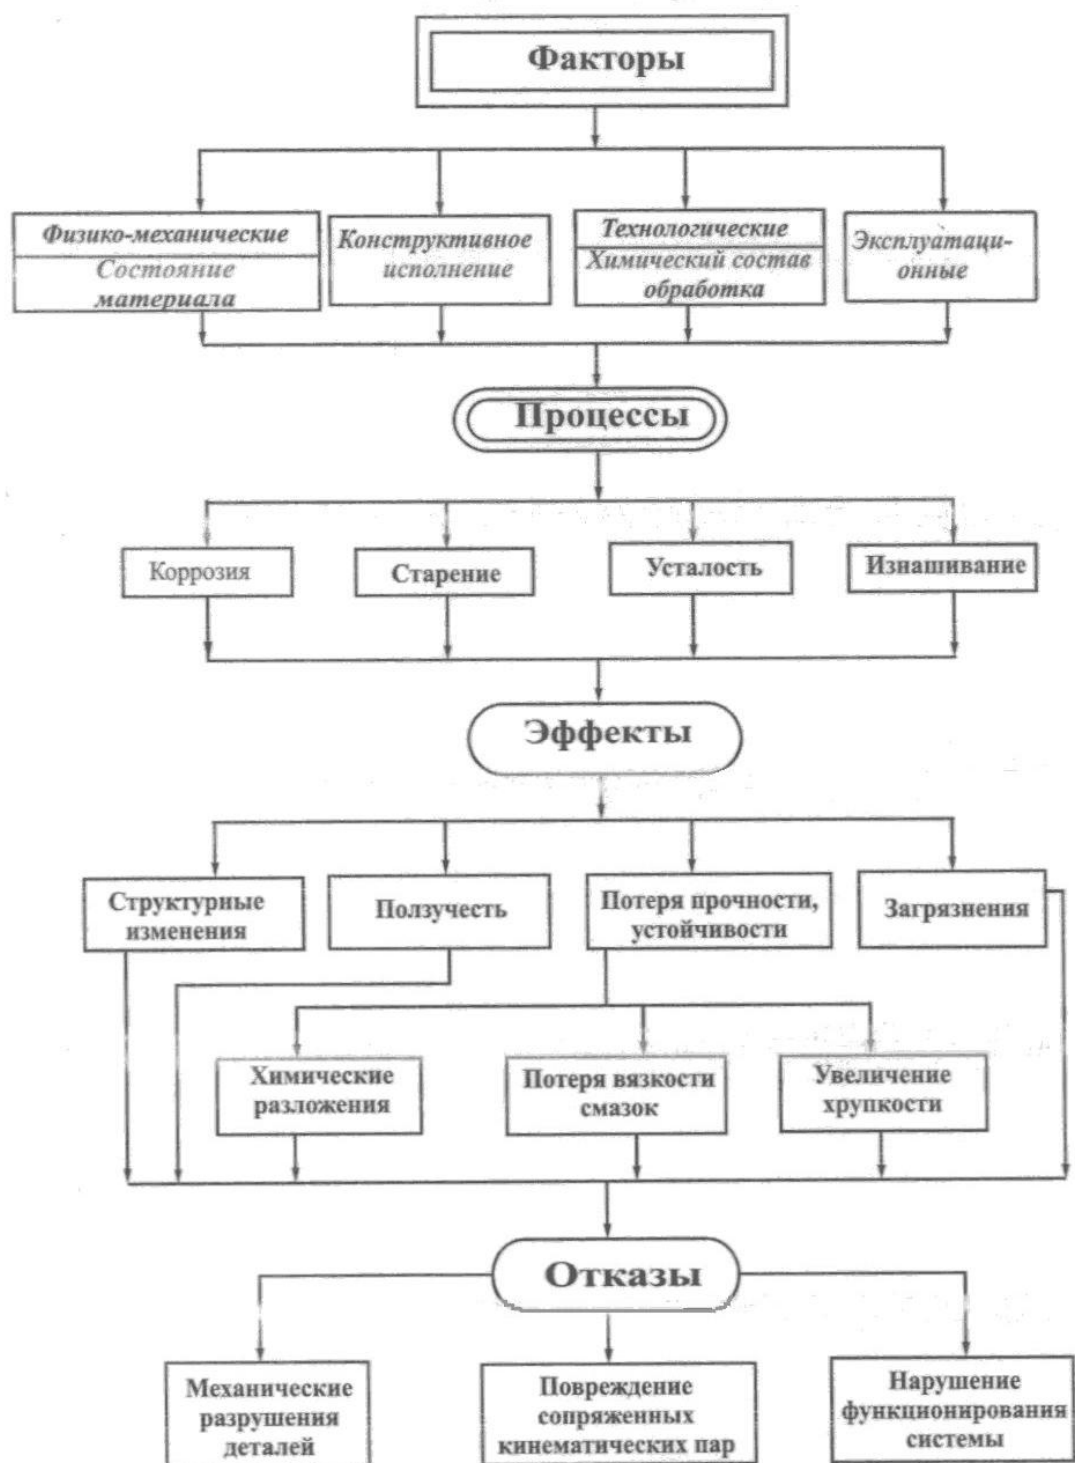 Факторы
Физико-механические
Состояние
материала
Конструктивное
исполнение
Технологические
Химический состав
обработка
Эксплуатаци-
онные
Процессы
Коррозия
Старение
Усталость
Изнашивание
Эффекты
Структурные
изменения
Ползучесть
Потеря прочности,
устойчивости
Загрязнения
Химические
разложения
Потеря вязкости
смазок
Увеличение
хрупкости
Отказы
Механические
разрушения
деталей
Повреждение
сопряженных
кинематических пар
Нарушение
функционирования
системы